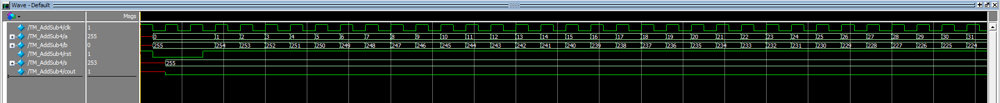 Wave - Default
Msgs
/TM_AddSub4/clk 1
/TM_AddSub4/a 255 0 1 2 3 4 5 6 7 8 9 10 11 12 13 14 15 16 17 18 19 20 21 22 23 24 25 26 27 28 29 30 31
/TM_AddSub4/b 0 255 254 253 252 251 250 249 248 247 246 245 244 243 242 241 240 239 238 237 236 235 234 233 232 231 230 229 228 227 226 225 224
/TM_AddSub4/rst 1
/TM_AddSub4/s 253 255
/TM_AddSub4/cout 1